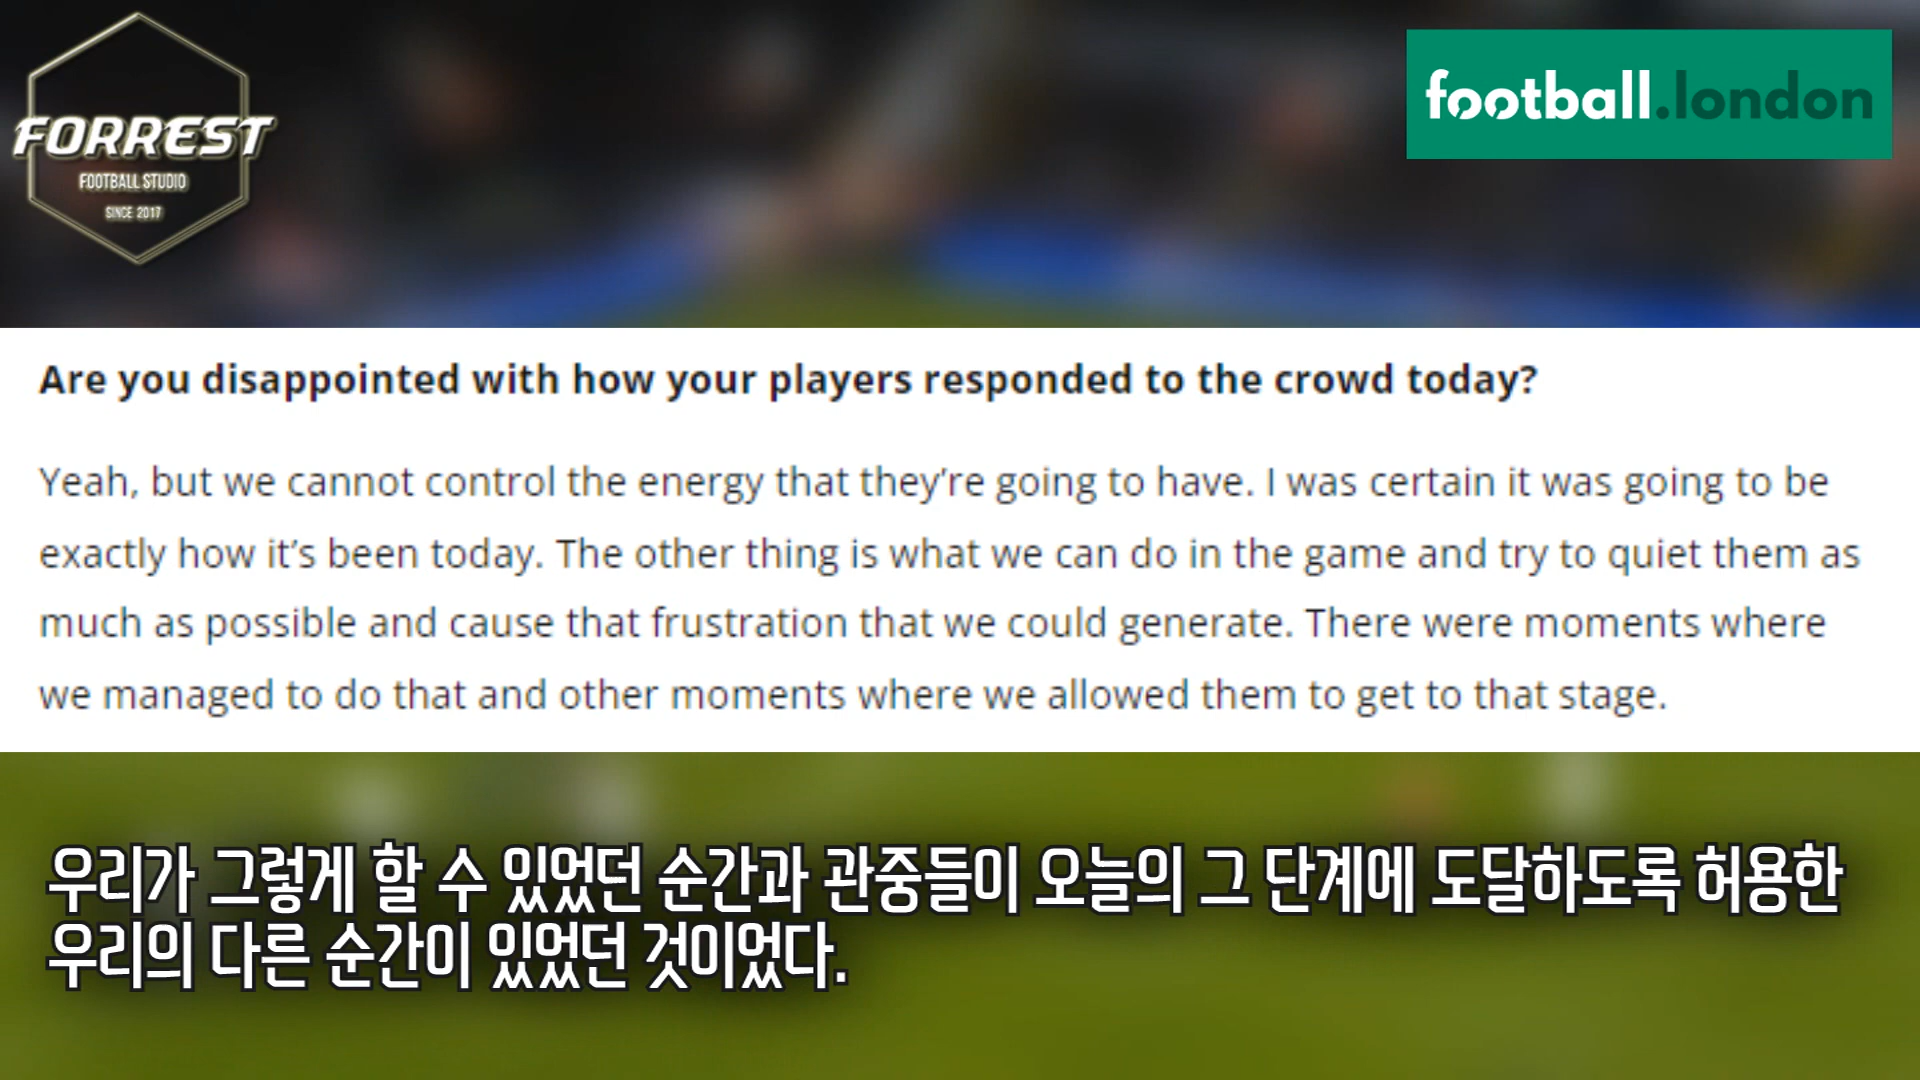 FORREST
FOOTBALL STUDIO
SINCE 2017
football.london
Are you disappointed with how your players responded to the crowd today?
Yeah, but we cannot control the energy that they’re going to have. I was certain it was going to be
exactly how it’s been today. The other thing is what we can do in the game and try to quiet them as
much as possible and cause that frustration that we could generate. There were moments where
we managed to do that and other moments where we allowed them to get to that stage.
우리가 그렇게 할 수 있었던 순간과 관중들이 오늘의 그 단계에 도달하도록 허용한
우리의 다른 순간이 있었던 것이었다.